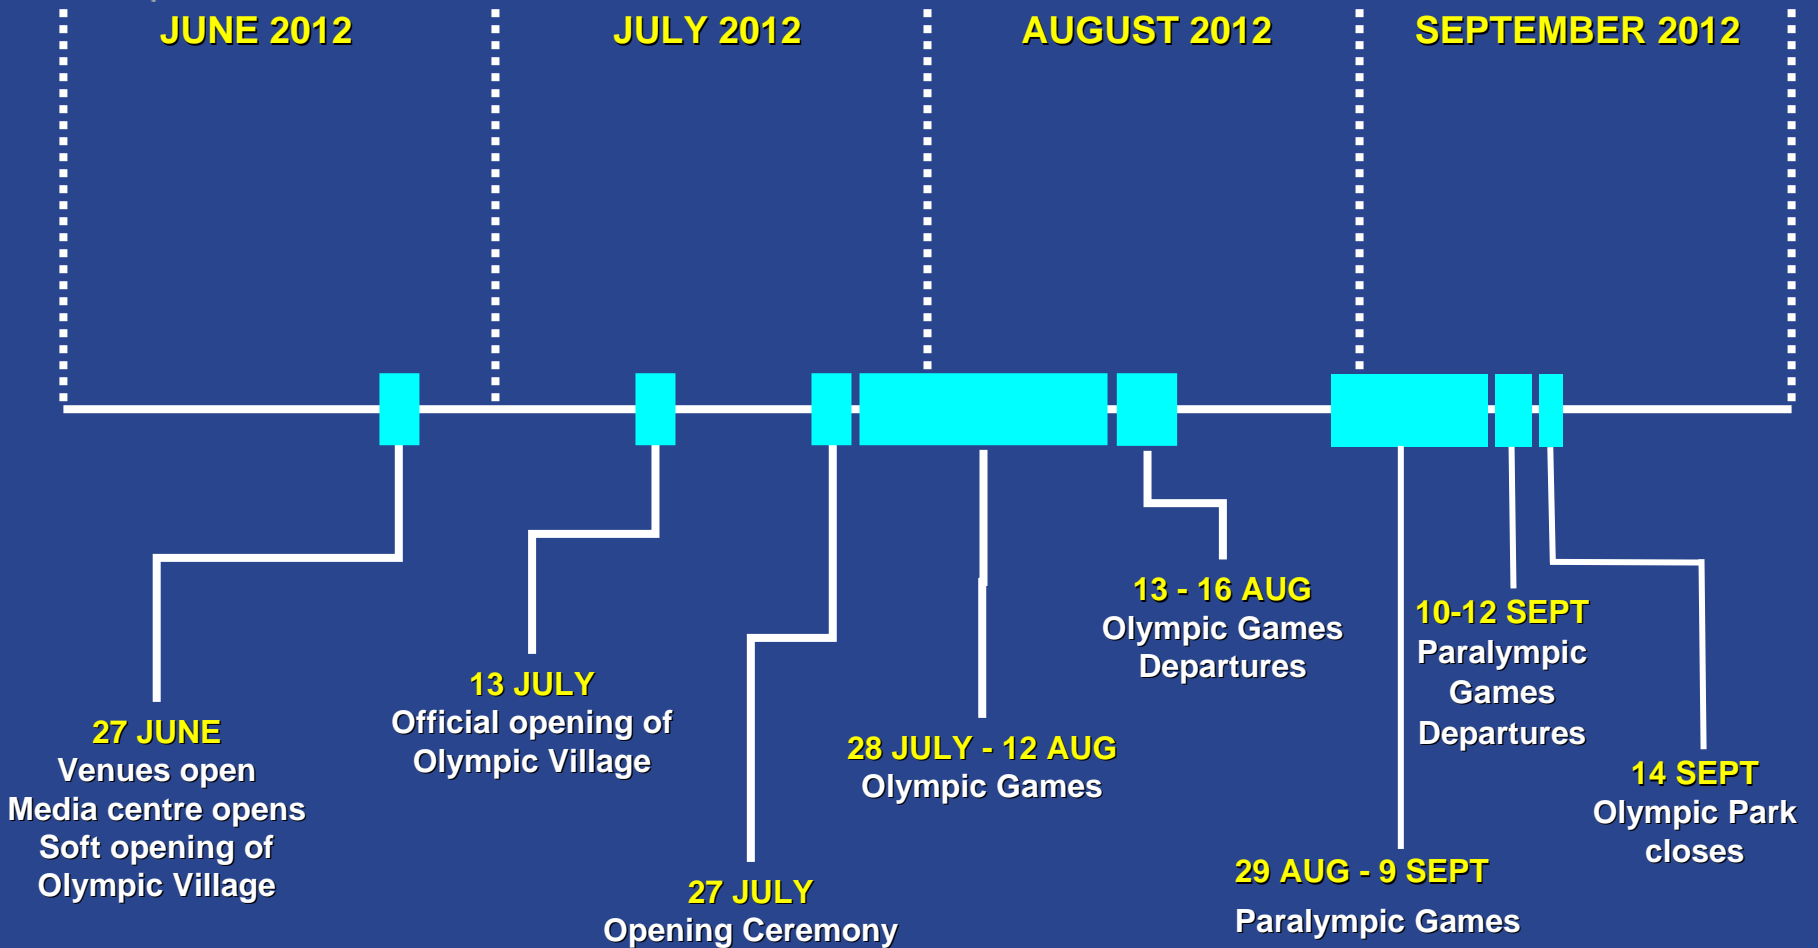 JUNE 2012
JULY 2012
AUGUST 2012
SEPTEMBER 2012
27 JUNE
Venues open
Media centre opens
Soft opening of
Olympic Village
13 JULY
Official opening of
Olympic Village
27 JULY
Opening Ceremony
28 JULY - 12 AUG
Olympic Games
13 - 16 AUG
Olympic Games
Departures
29 AUG - 9 SEPT
Paralympic Games
10-12 SEPT
Paralympic
Games
Departures
14 SEPT
Olympic Park
closes